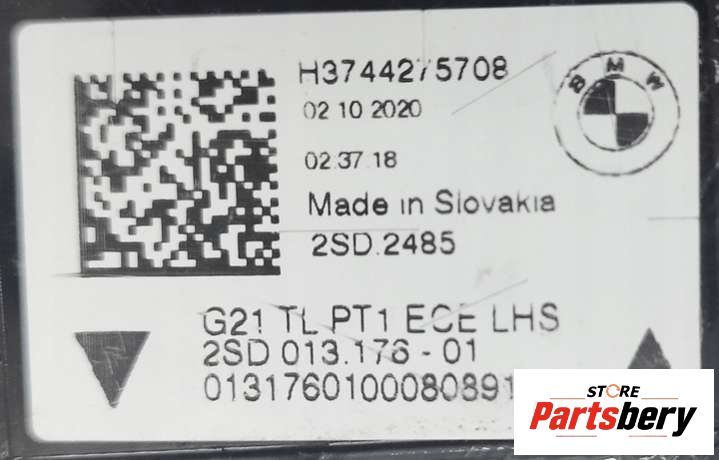 H3744275708
02 10 2020
BMW
02.37.18
Made in Slovakia
2SD.2485
G21 TL PT1 ECE LHS
2SD 013.176 - 01
STORE
Partsbery